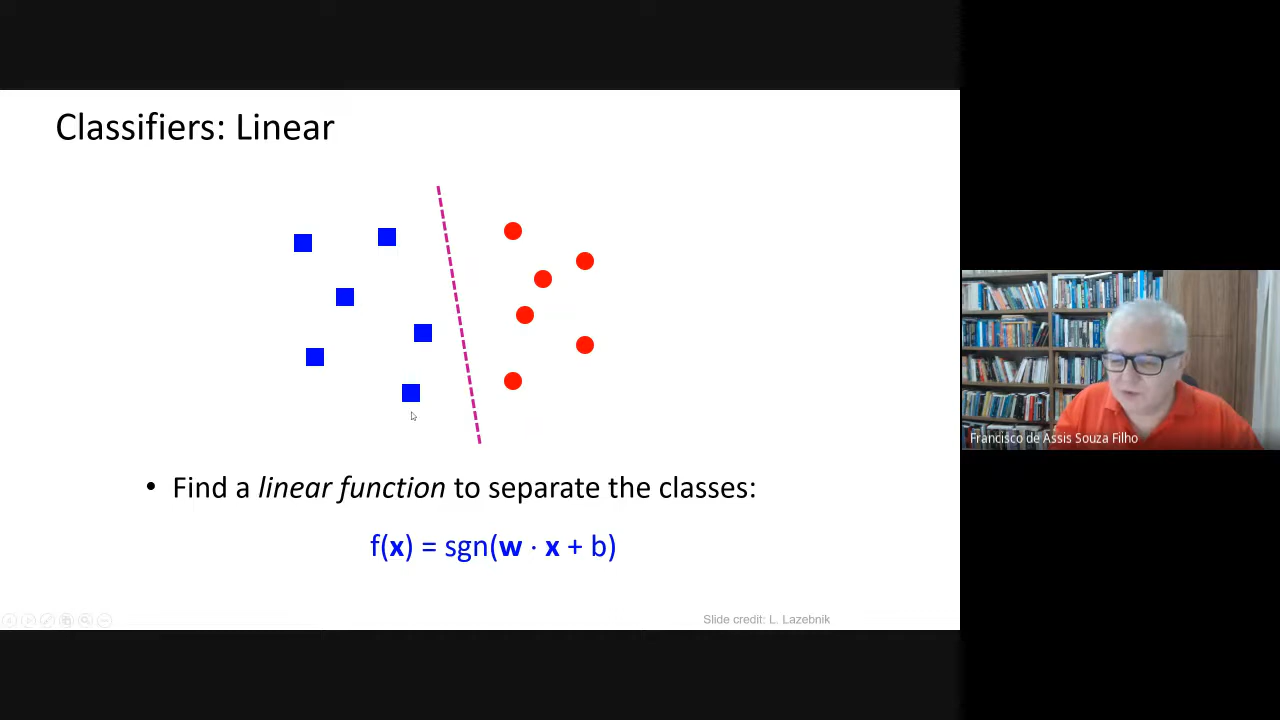 Classifiers: Linear
• Find a linear function to separate the classes:
f(x) = sgn(w · x + b)
Slide credit: L. Lazebnik
Francisco de Assis Souza Filho